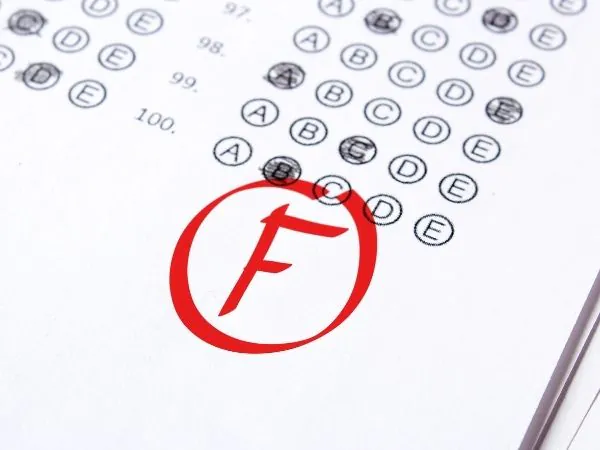 E
C D E
A B C D E
97. A B C D E
D E 98. A B C D E
C D E 99. A B C D E
D E 100. A B C D E
F